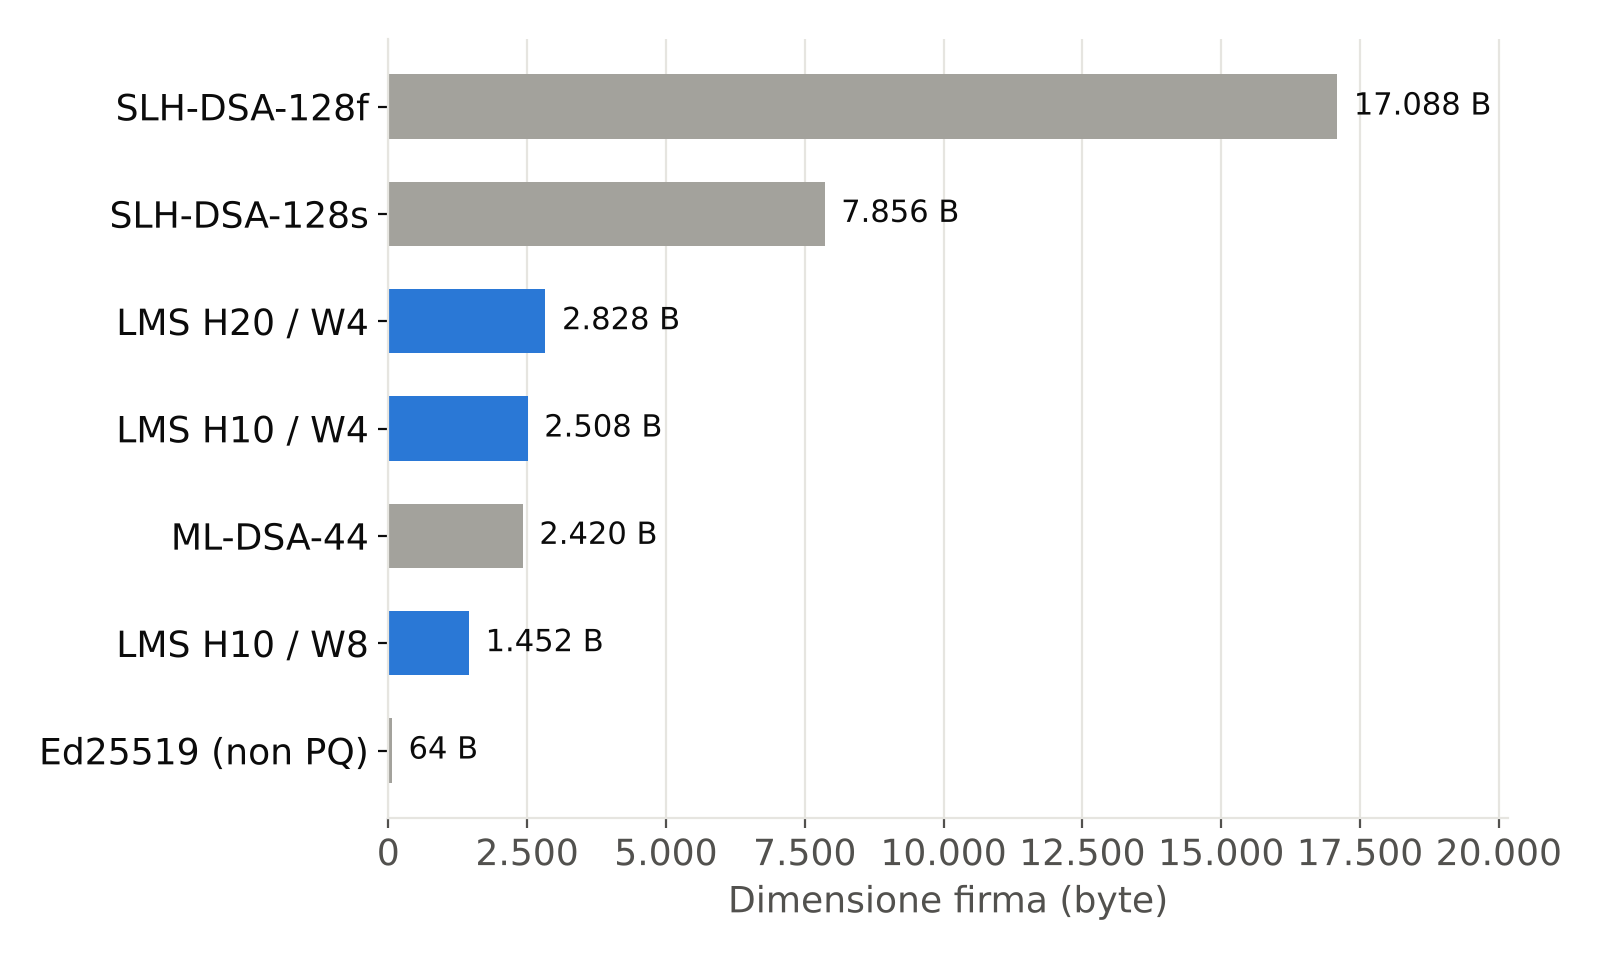 SLH-DSA-128f 17.088 B
SLH-DSA-128s 7.856 B
LMS H20 / W4 2.828 B
LMS H10 / W4 2.508 B
ML-DSA-44 2.420 B
LMS H10 / W8 1.452 B
Ed25519 (non PQ) 64 B
0 2.500 5.000 7.500 10.000 12.500 15.000 17.500 20.000
Dimensione firma (byte)